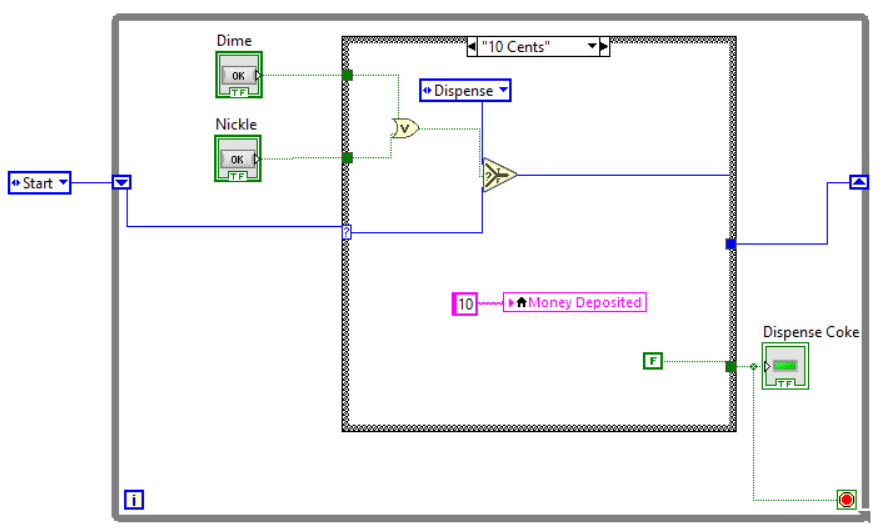 Dime
"10 Cents"
OK
TF
Dispense
Nickle
V
OK
TF
? T F
Start
?
10
Money Deposited
Dispense Coke
F
TF
i